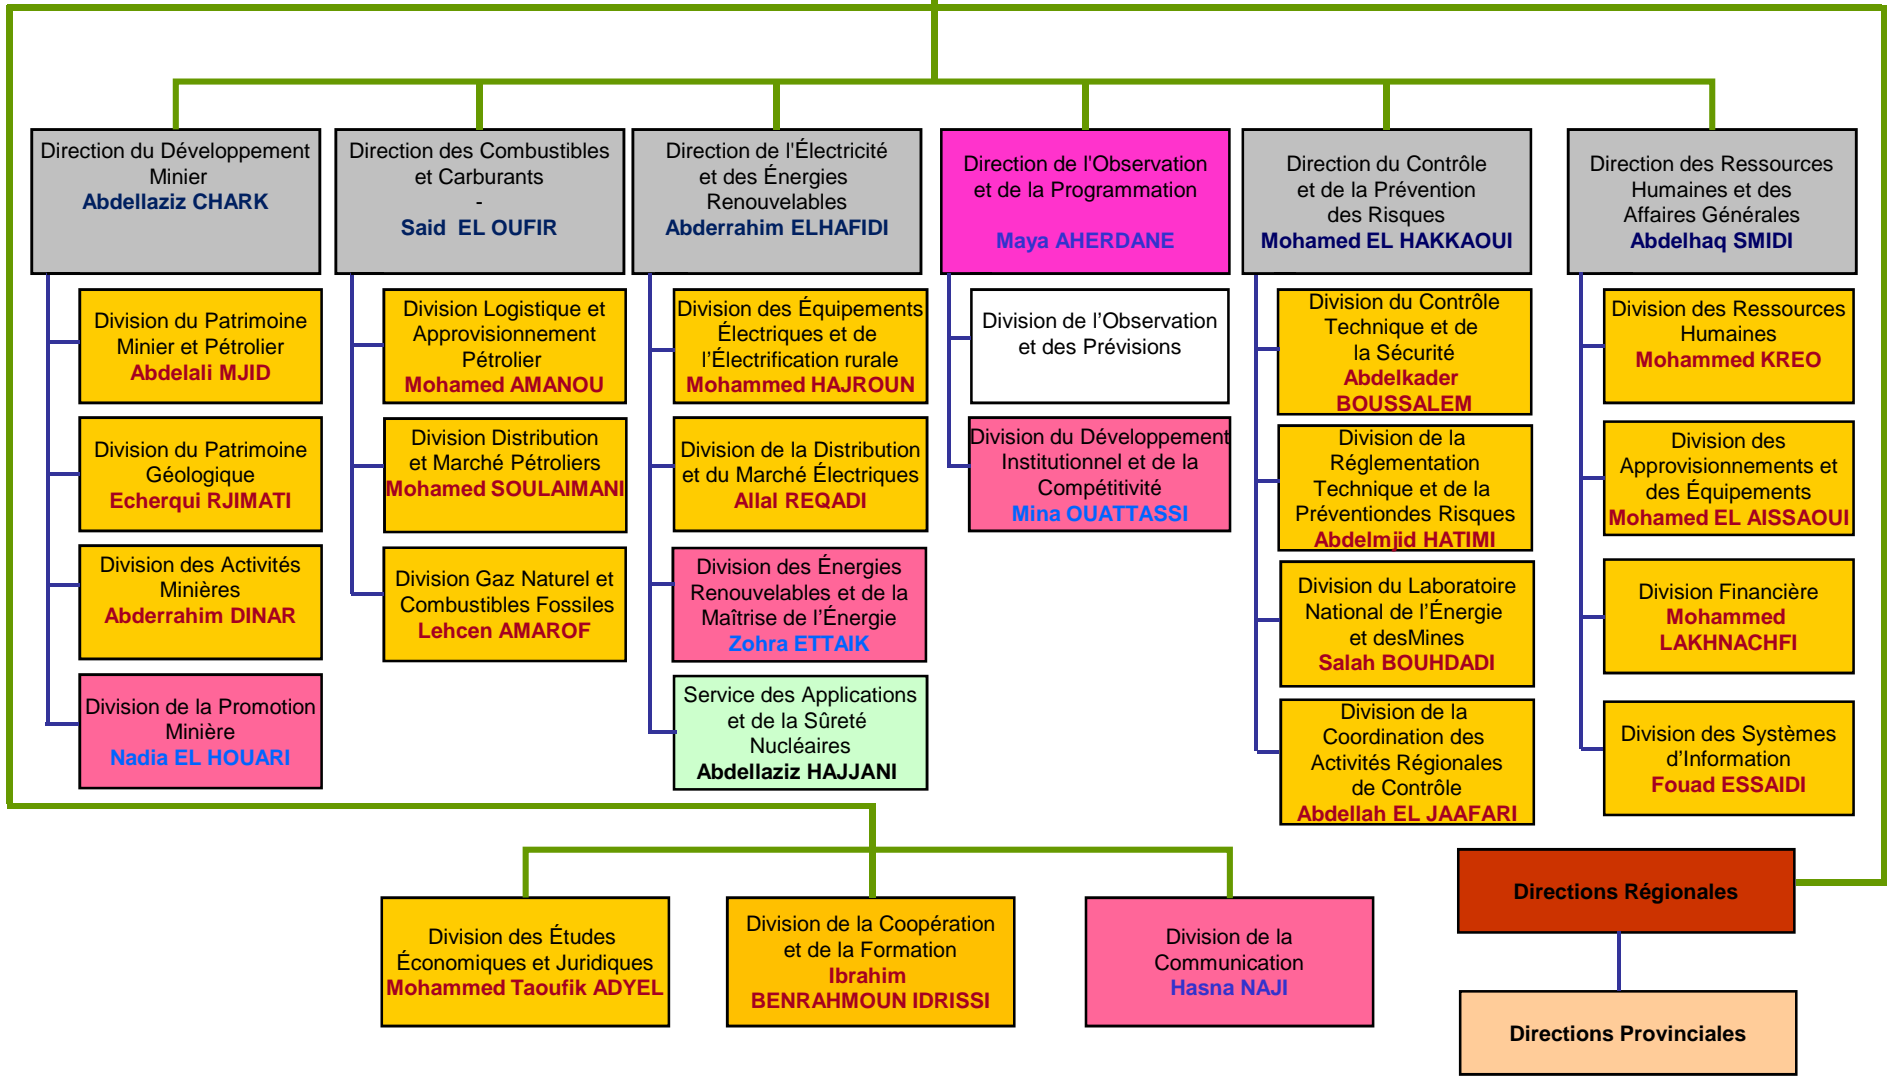 Direction du Développement
Minier
Abdellaziz CHARK
Direction des Combustibles
et Carburants
-
Said  EL OUFIR
Direction de l'Électricité
et des Énergies
Renouvelables
Abderrahim ELHAFIDI
Direction de l'Observation
et de la Programmation
Maya AHERDANE
Direction du Contrôle
et de la Prévention
des Risques
Mohamed EL HAKKAOUI
Direction des Ressources
Humaines et des
Affaires Générales
Abdelhaq SMIDI
Division du Patrimoine
Minier et Pétrolier
Abdelali MJID
Division du Patrimoine
Géologique
Echerqui RJIMATI
Division des Activités
Minières
Abderrahim DINAR
Division de la Promotion
Minière
Nadia EL HOUARI
Division Logistique et
Approvisionnement
Pétrolier
Mohamed AMANOU
Division Distribution
et Marché Pétroliers
Mohamed SOULAIMANI
Division Gaz Naturel et
Combustibles Fossiles
Lehcen AMAROF
Division des Équipements
Électriques et de
l’Électrification rurale
Mohammed HAJROUN
Division de la Distribution
et du Marché Électriques
Allal REQADI
Division des Énergies
Renouvelables et de la
Maîtrise de l’Énergie
Zohra ETTAIK
Service des Applications
et de la Sûreté
Nucléaires
Abdellaziz HAJJANI
Division de l’Observation
et des Prévisions
Division du Développement
Institutionnel et de la
Compétitivité
Mina OUATTASSI
Division du Contrôle
Technique et de
la Sécurité
Abdelkader
BOUSSALEM
Division de la
Réglementation
Technique et de la
Préventiondes Risques
Abdelmjid HATIMI
Division du Laboratoire
National de l’Énergie
et desMines
Salah BOUHDADI
Division de la
Coordination des
Activités Régionales
de Contrôle
Abdellah EL JAAFARI
Division des Ressources
Humaines
Mohammed KREO
Division des
Approvisionnements et
des Équipements
Mohamed EL AISSAOUI
Division Financière
Mohammed
LAKHNACHFI
Division des Systèmes
d’Information
Fouad ESSAIDI
Division des Études
Économiques et Juridiques
Mohammed Taoufik ADYEL
Division de la Coopération
et de la Formation
Ibrahim
BENRAHMOUN IDRISSI
Division de la
Communication
Hasna NAJI
Directions Régionales
Directions Provinciales